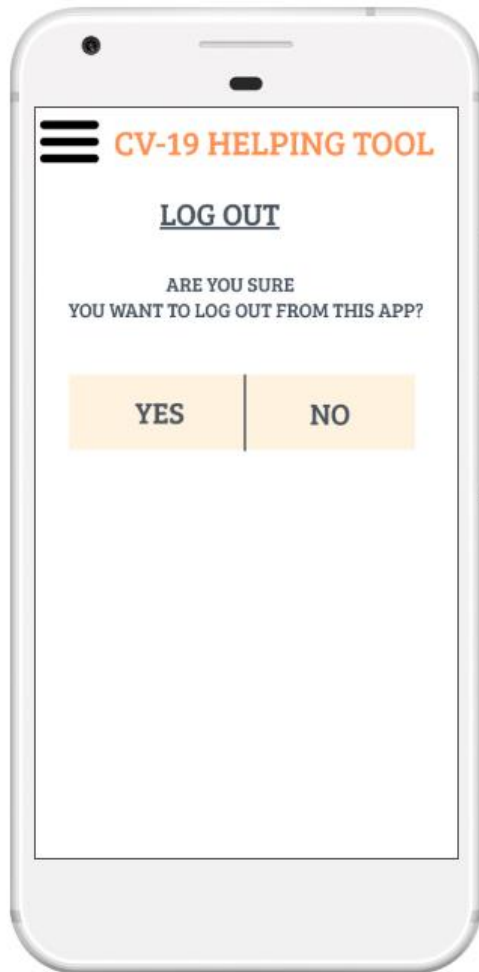 CV-19 HELPING TOOL
LOG OUT
ARE YOU SURE
YOU WANT TO LOG OUT FROM THIS APP?
YES
NO